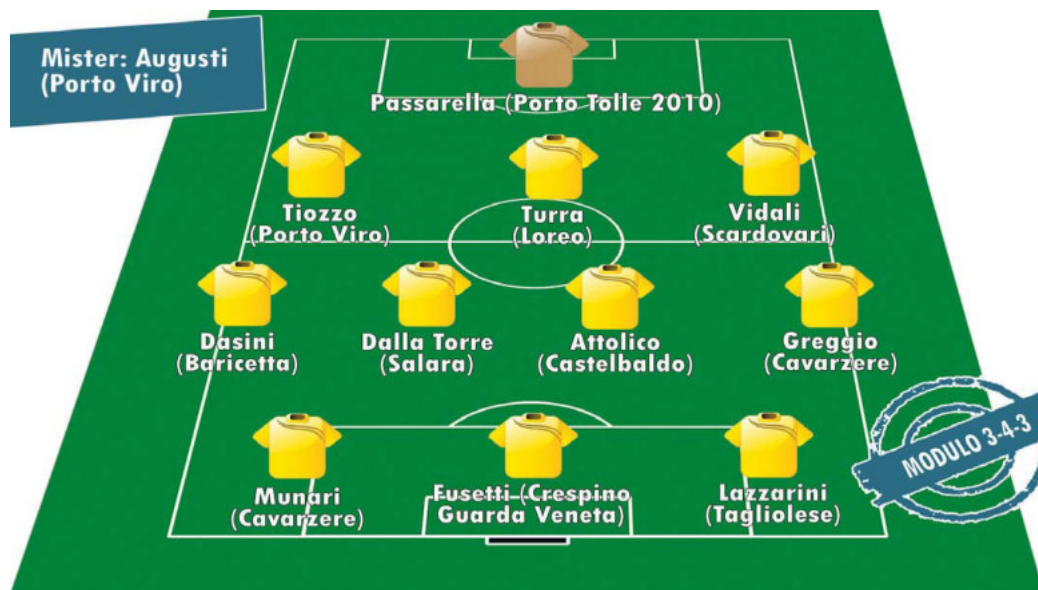 Mister: Augusti
(Porto Viro)
Passarella (Porto Tolle 2010)
Tiozzo
(Porto Viro)
Turra
(Loreo)
Vidali
(Scardovari)
Dasini
(Baricetta)
Dalla Torre
(Salara)
Attolico
(Castelbaldo)
Greggio
(Cavarzere)
MODULO 3-4-3
Munari
(Cavarzere)
Fusetti (Crespino
Guarda Veneta)
Lazzarini
(Tagliolese)